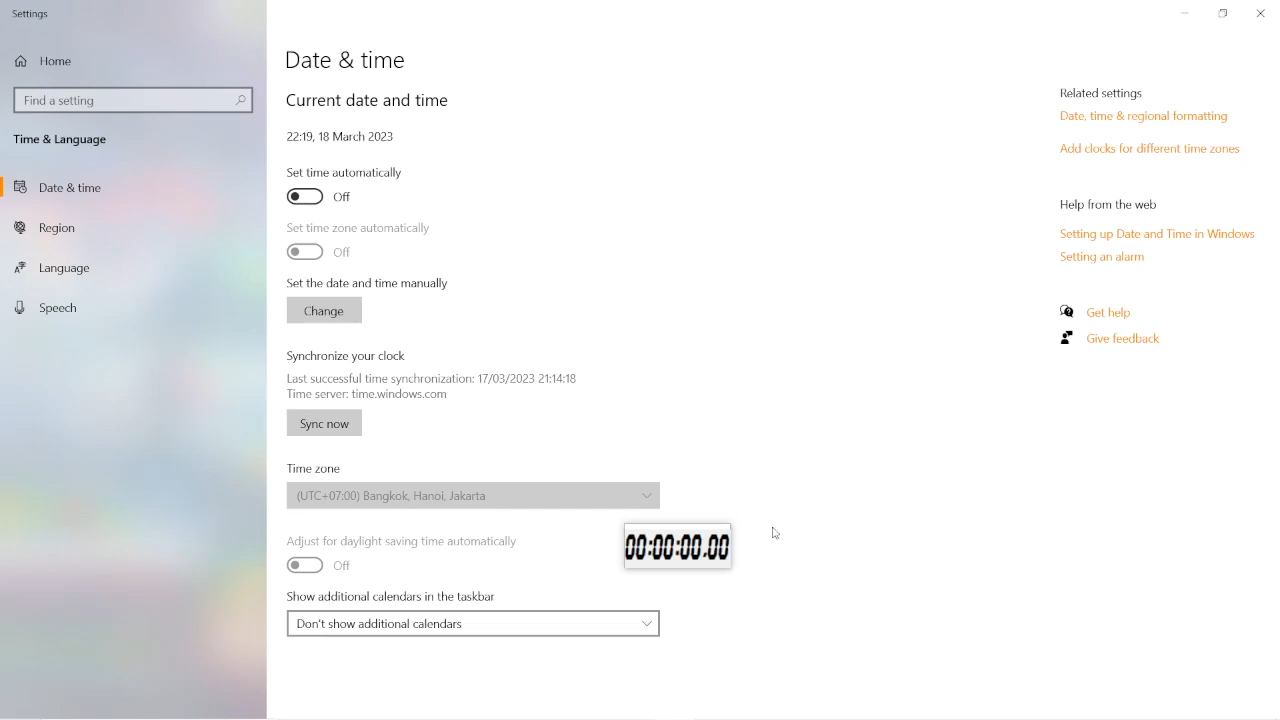 Settings
Home
Find a setting
Time & Language
Date & time
Region
Language
Speech
Date & time
Current date and time
22:19, 18 March 2023
Set time automatically
Off
Set time zone automatically
Off
Set the date and time manually
Change
Synchronize your clock
Last successful time synchronization: 17/03/2023 21:14:18
Time server: time.windows.com
Sync now
Time zone
(UTC+07:00) Bangkok, Hanoi, Jakarta
00:00:00.00
Adjust for daylight saving time automatically
Off
Show additional calendars in the taskbar
Don't show additional calendars
Related settings
Date, time & regional formatting
Add clocks for different time zones
Help from the web
Setting up Date and Time in Windows
Setting an alarm
Get help
Give feedback